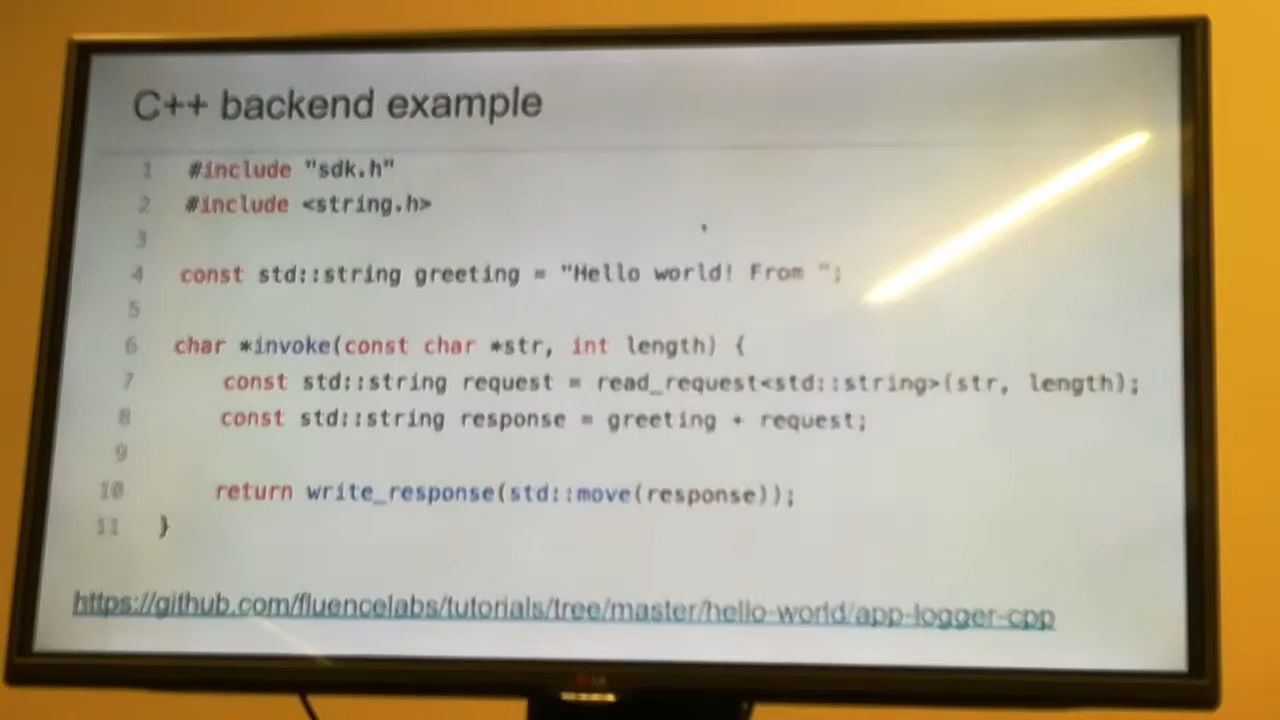 C++ backend example
1 #include "sdk.h"
2 #include <string.h>
3
4 const std::string greeting = "Hello world! From ";
5
6 char *invoke(const char *str, int length) {
7 const std::string request = read_request<std::string>(str, length);
8 const std::string response = greeting + request;
9
10 return write_response(std::move(response));
11 }
https://github.com/fluencelabs/tutorials/tree/master/hello-world/app-logger-cpp
LG